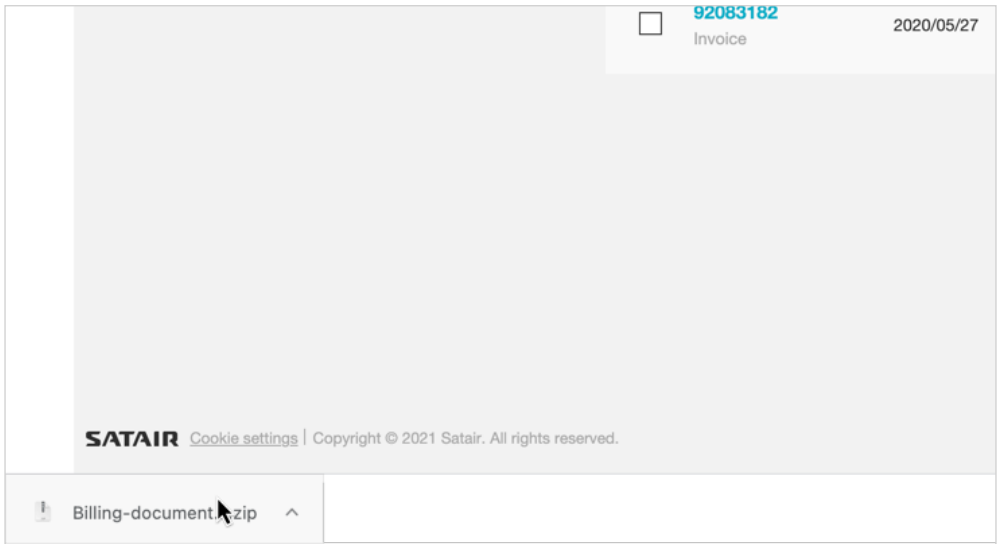 92083182
2020/05/27
Invoice
SATAIR Cookie settings | Copyright © 2021 Satair. All rights reserved.
Billing-document
zip